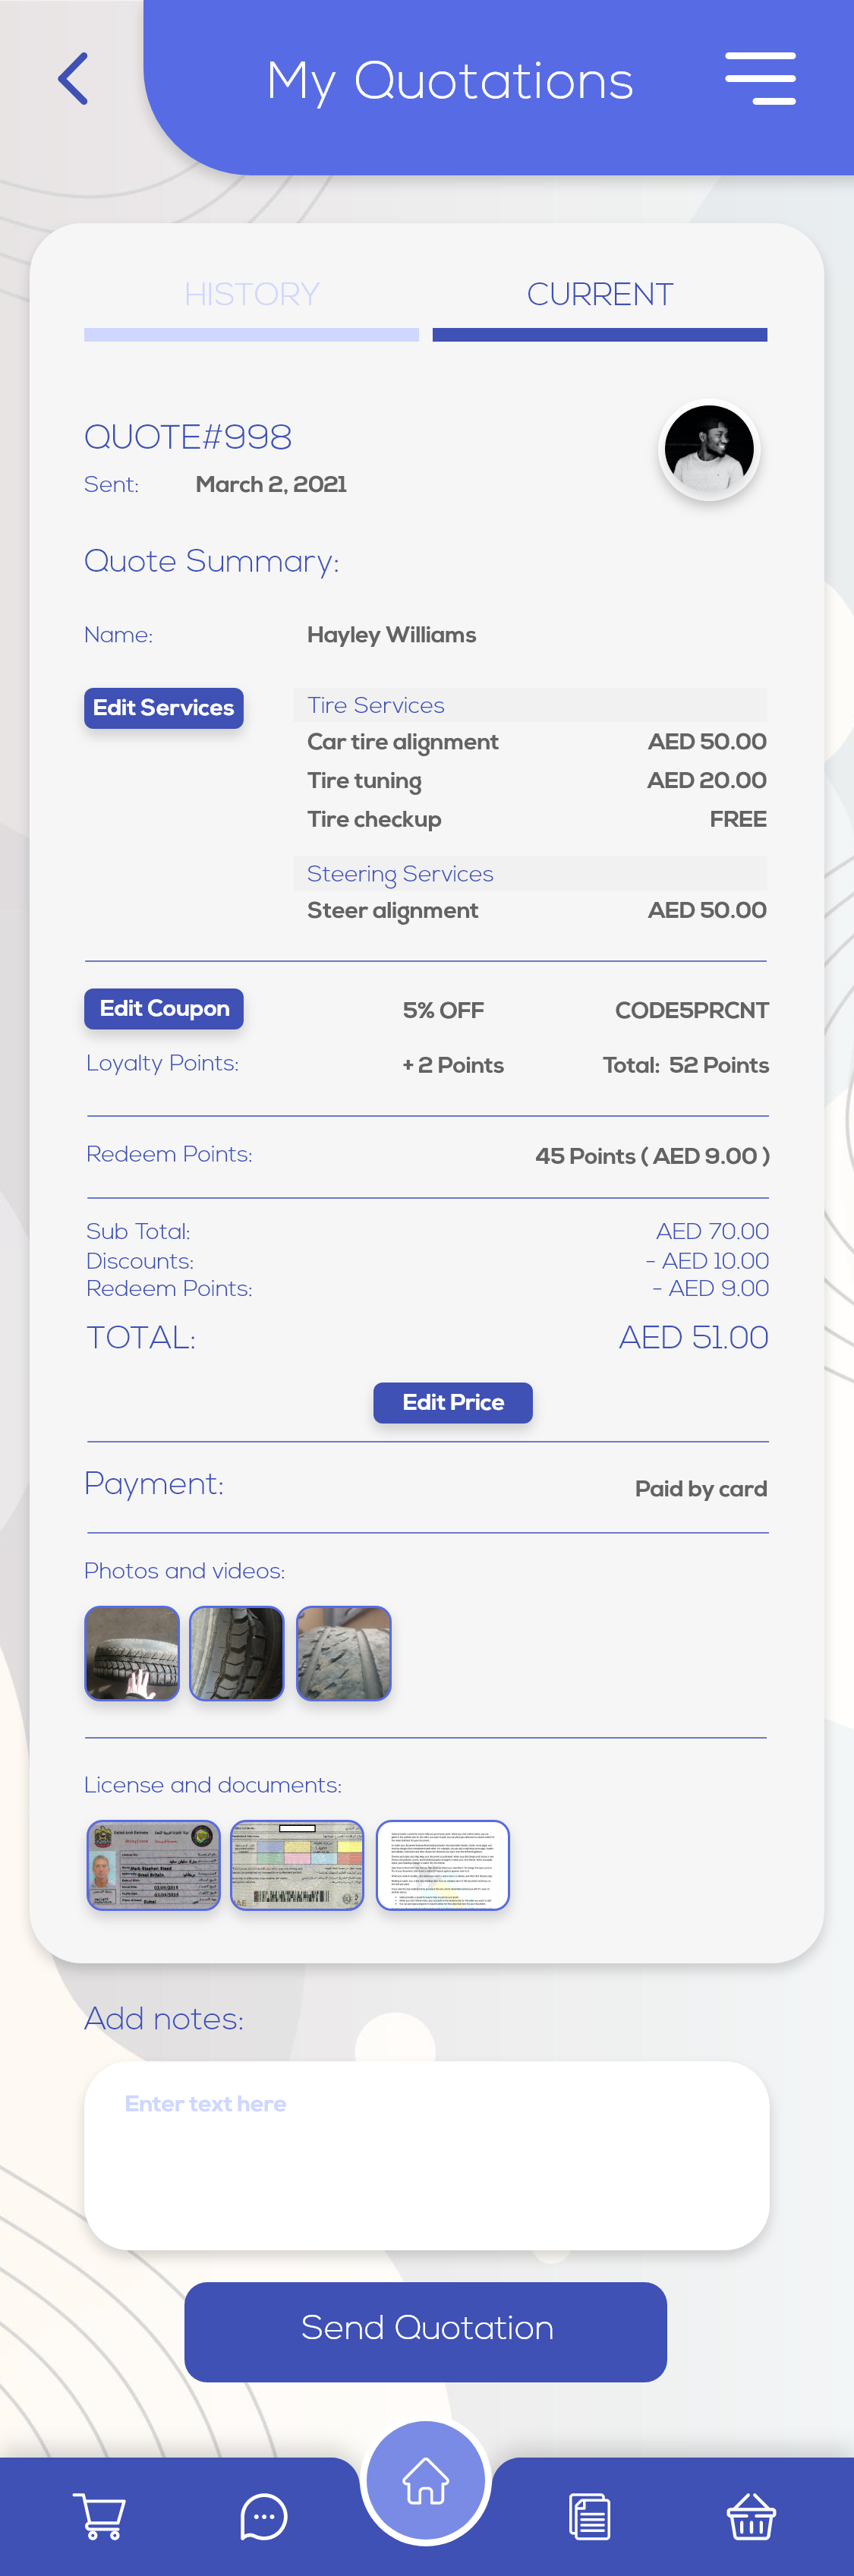 My Quotations
HISTORY CURRENT
QUOTE#998
Sent: March 2, 2021
Quote Summary:
Name: Hayley Williams
Edit Services
Tire Services
Car tire alignment AED 50.00
Tire tuning AED 20.00
Tire checkup FREE
Steering Services
Steer alignment AED 50.00
Edit Coupon 5% OFF CODE5PRCNT
Loyalty Points: + 2 Points Total: 52 Points
Redeem Points: 45 Points ( AED 9.00 )
Sub Total: AED 70.00
Discounts: - AED 10.00
Redeem Points: - AED 9.00
TOTAL: AED 51.00
Edit Price
Payment: Paid by card
Photos and videos:
License and documents:
Add notes:
Enter text here
Send Quotation